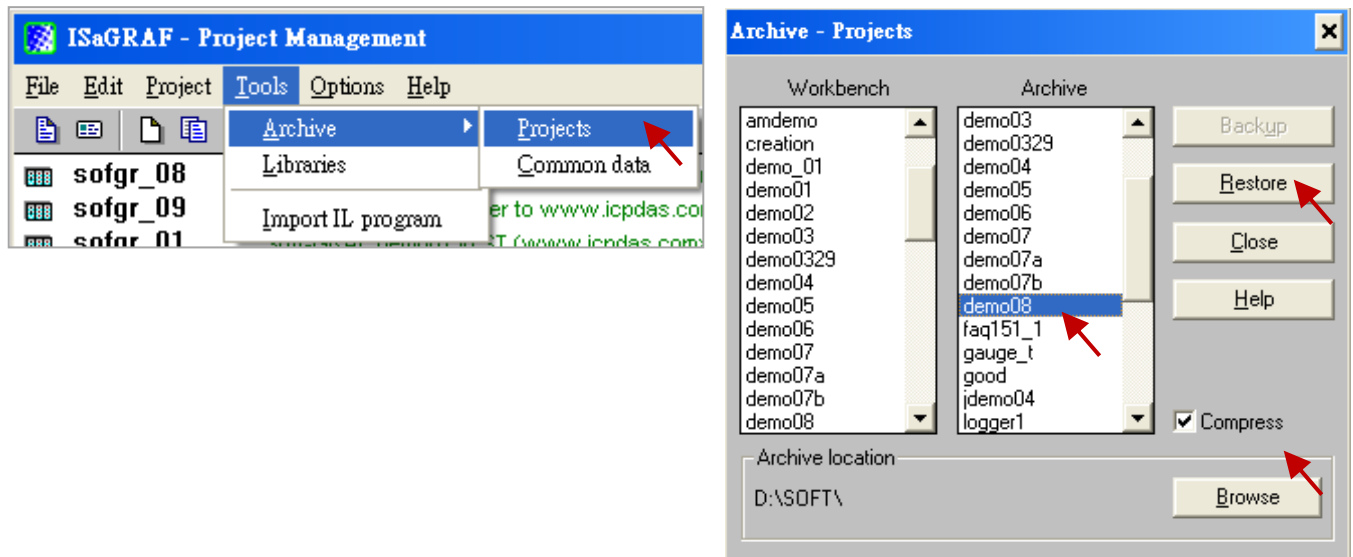 ISaGRAF - Project Management
File Edit Project Tools Options Help
Archive
Projects
Libraries
Common data
Import IL program
sofgr_08
sofgr_09
er to www.icpdas.co
sofgr_01
Archive - Projects
Workbench
amdemo
creation
demo_01
demo01
demo02
demo03
demo0329
demo04
demo05
demo06
demo07
demo07a
demo07b
demo08
Archive
demo03
demo0329
demo04
demo05
demo06
demo07
demo07a
demo07b
demo08
faq151_1
gauge_t
good
jdemo04
logger1
Backup
Restore
Close
Help
Compress
Archive location
D:\SOFT\
Browse